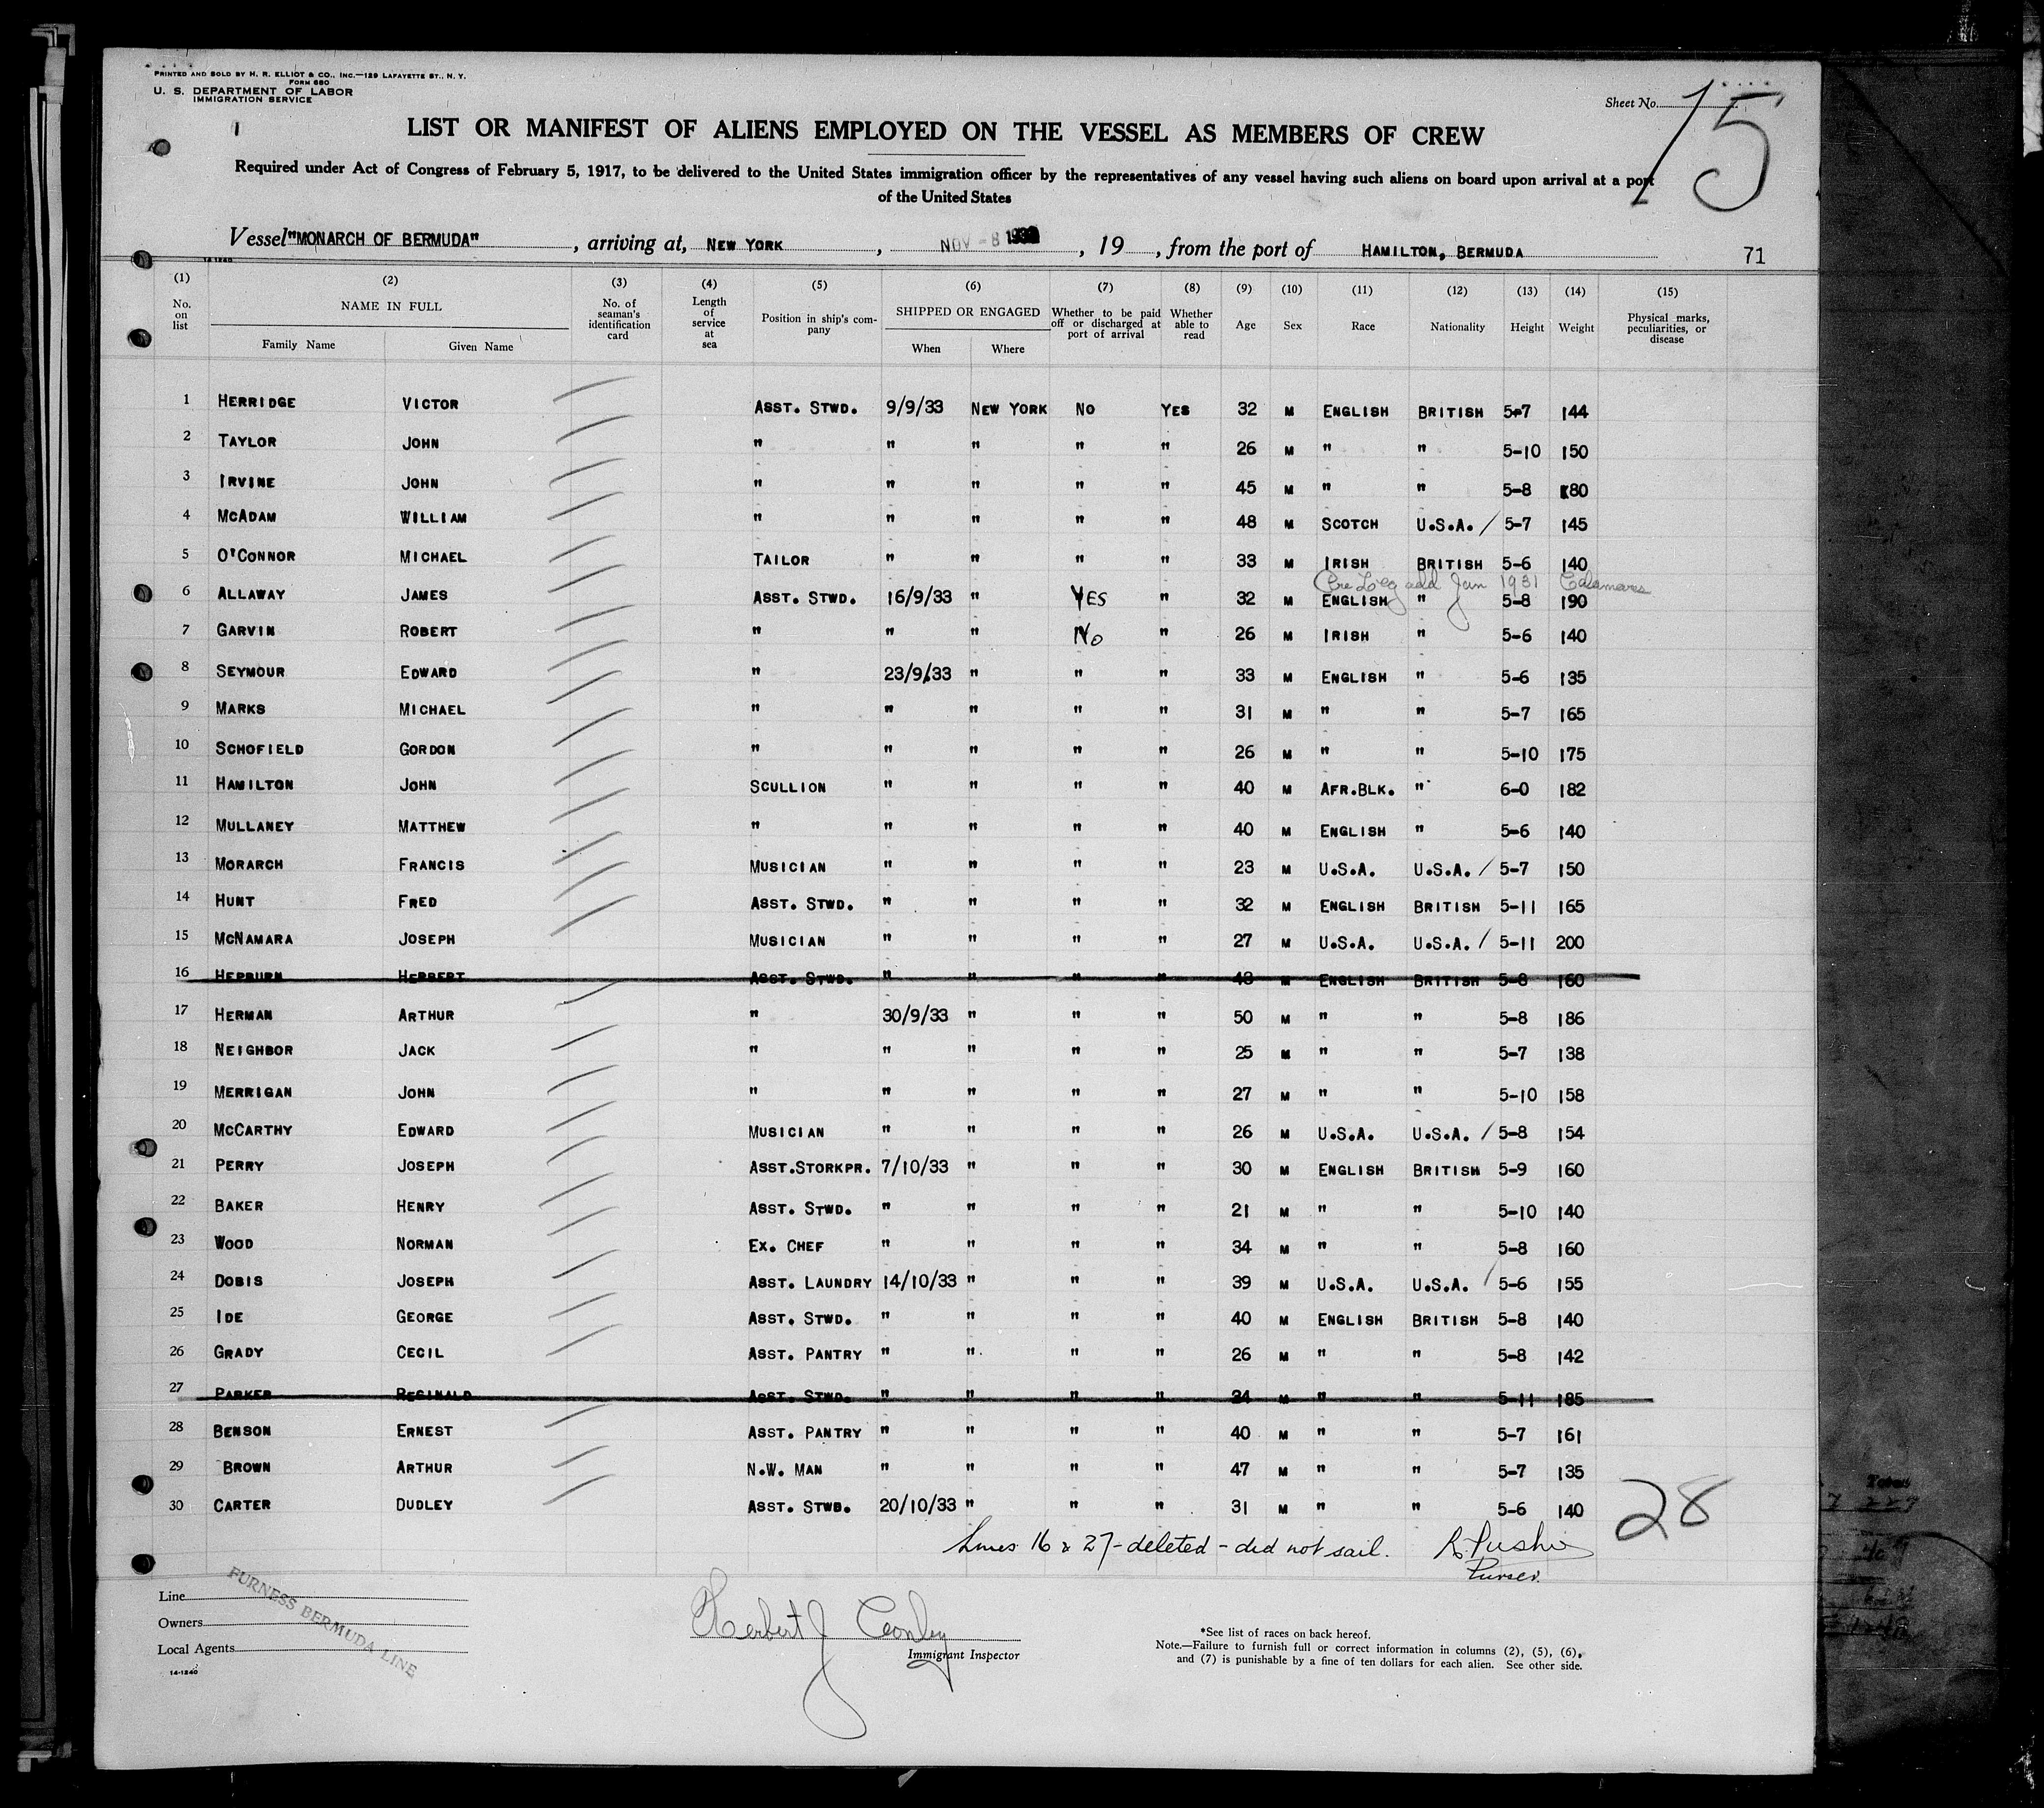 PRINTED AND SOLD BY H. R. ELLIOT & CO., INC.—129 LAFAYETTE ST., N. Y.
FORM 680
U. S. DEPARTMENT OF LABOR
IMMIGRATION SERVICE
Sheet No. 15
LIST OR MANIFEST OF ALIENS EMPLOYED ON THE VESSEL AS MEMBERS OF CREW
Required under Act of Congress of February 5, 1917, to be delivered to the United States immigration officer by the representatives of any vessel having such aliens on board upon arrival at a port
of the United States
Vessel "MONARCH OF BERMUDA", arriving at, NEW YORK, NOV -8, 19, from the port of HAMILTON, BERMUDA 71
14-1240
(1) (2) (3) (4) (5) (6) (7) (8) (9) (10) (11) (12) (13) (14) (15)
No. on list NAME IN FULL No. of seaman's identification card Length of service at sea Position in ship's company SHIPPED OR ENGAGED Whether to be paid off or discharged at port of arrival Whether able to read Age Sex Race Nationality Height Weight Physical marks, peculiarities, or disease
Family Name Given Name When Where
1 HERRIDGE VICTOR ASST. STWD. 9/9/33 NEW YORK NO YES 32 M ENGLISH BRITISH 5-7 144
2 TAYLOR JOHN " " " " " 26 M " " 5-10 150
3 IRVINE JOHN " " " " " 45 M " " 5-8 180
4 MCADAM WILLIAM " " " " " 48 M SCOTCH U.S.A. / 5-7 145
5 O'CONNOR MICHAEL TAILOR " " " " 33 M IRISH BRITISH 5-6 140
Jan 1931
6 ALLAWAY JAMES ASST. STWD. 16/9/33 " YES " 32 M ENGLISH " 5-8 190
7 GARVIN ROBERT " " " NO " 26 M IRISH " 5-6 140
8 SEYMOUR EDWARD " 23/9/33 " " " 33 M ENGLISH " 5-6 135
9 MARKS MICHAEL " " " " " 31 M " " 5-7 165
10 SCHOFIELD GORDON " " " " " 26 M " " 5-10 175
11 HAMILTON JOHN SCULLION " " " " 40 M AFR.BLK. " 6-0 182
12 MULLANEY MATTHEW " " " " " 40 M ENGLISH " 5-6 140
13 MORARCH FRANCIS MUSICIAN " " " " 23 M U.S.A. U.S.A. / 5-7 150
14 HUNT FRED ASST. STWD. " " " " 32 M ENGLISH BRITISH 5-11 165
15 MCNAMARA JOSEPH MUSICIAN " " " " 27 M U.S.A. U.S.A. / 5-11 200
16 HEPBURN HERBERT ASST. STWD. " " " " 48 M ENGLISH BRITISH 5-8 160
17 HERMAN ARTHUR " 30/9/33 " " " 50 M " " 5-8 186
18 NEIGHBOR JACK " " " " " 25 M " " 5-7 138
19 MERRIGAN JOHN " " " " " 27 M " " 5-10 158
20 MCCARTHY EDWARD MUSICIAN " " " " 26 M U.S.A. U.S.A. / 5-8 154
21 PERRY JOSEPH ASST.STORKPR. 7/10/33 " " " 30 M ENGLISH BRITISH 5-9 160
22 BAKER HENRY ASST. STWD. " " " " 21 M " " 5-10 140
23 WOOD NORMAN EX. CHEF " " " " 34 M " " 5-8 160
24 DOBIS JOSEPH ASST. LAUNDRY 14/10/33 " " " 39 M U.S.A. U.S.A. / 5-6 155
25 IDE GEORGE ASST. STWD. " " " " 40 M ENGLISH BRITISH 5-8 140
26 GRADY CECIL ASST. PANTRY " " " " 26 M " " 5-8 142
27 PARKER REGINALD ASST. STWD. " " " " 24 M " " 5-11 185
28 BENSON ERNEST ASST. PANTRY " " " " 40 M " " 5-7 161
29 BROWN ARTHUR N.W. MAN " " " " 47 M " " 5-7 135
30 CARTER DUDLEY ASST. STWD. 20/10/33 " " " 31 M " " 5-6 140
28
Lines 16 & 27 - deleted - did not sail.
Purser.
Line
Owners
Local Agents
FURNESS BERMUDA LINE
14-1240
Herbert J
Immigrant Inspector
*See list of races on back hereof.
Note.—Failure to furnish full or correct information in columns (2), (5), (6),
and (7) is punishable by a fine of ten dollars for each alien. See other side.